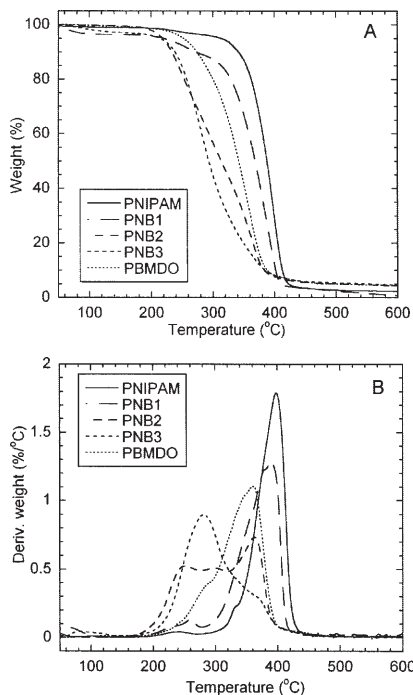 A
100
80
60
40
20
0
Weight (%)
PNIPAM
PNB1
PNB2
PNB3
PBMDO
100 200 300 400 500 600
Temperature (°C)
B
2
1.5
1
0.5
0
Deriv. weight (%/°C)
PNIPAM
PNB1
PNB2
PNB3
PBMDO
100 200 300 400 500 600
Temperature (°C)